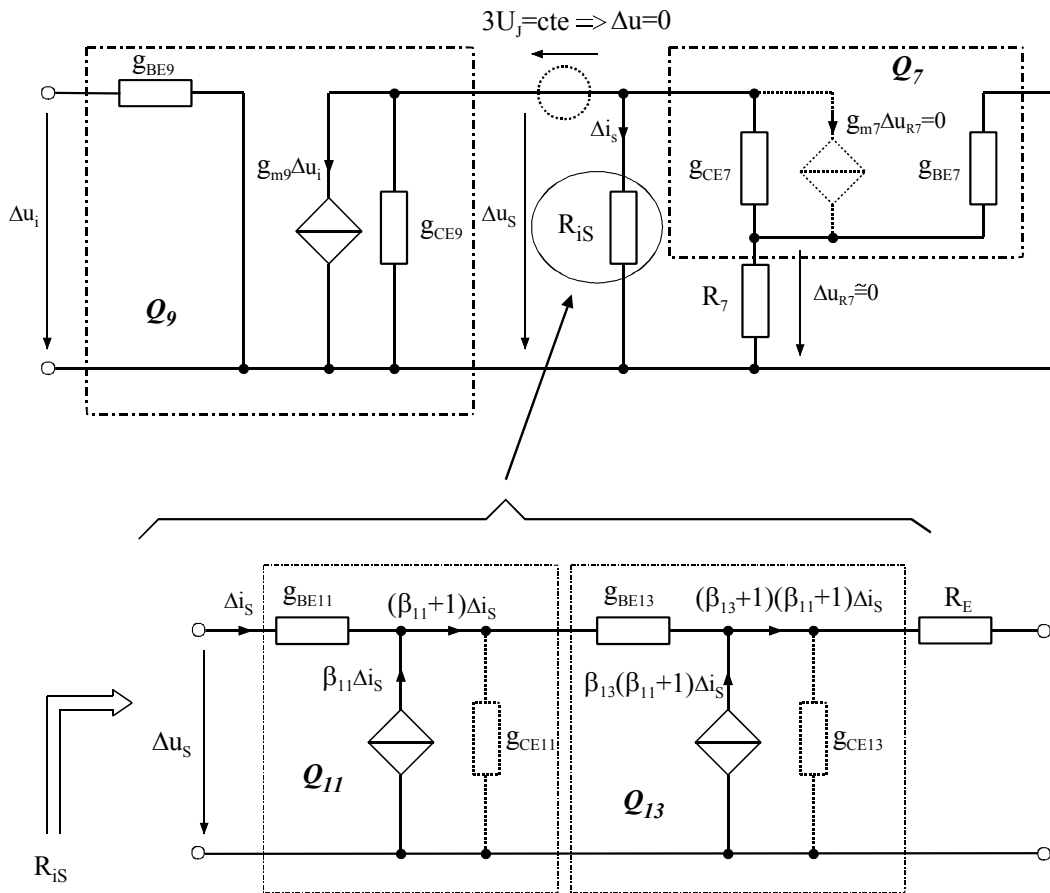 3U_J=cte => Δu=0
g_BE9
Q_7
Δi_s
g_m7Δu_R7=0
g_m9Δu_i
g_CE7
g_BE7
Δu_i
g_CE9
Δu_S
R_iS
Q_9
R_7
Δu_R7≅0
Δi_S
g_BE11
(β_11+1)Δi_S
g_BE13
(β_13+1)(β_11+1)Δi_S
R_E
β_11Δi_S
β_13(β_11+1)Δi_S
Δu_S
g_CE11
g_CE13
Q_11
Q_13
R_iS